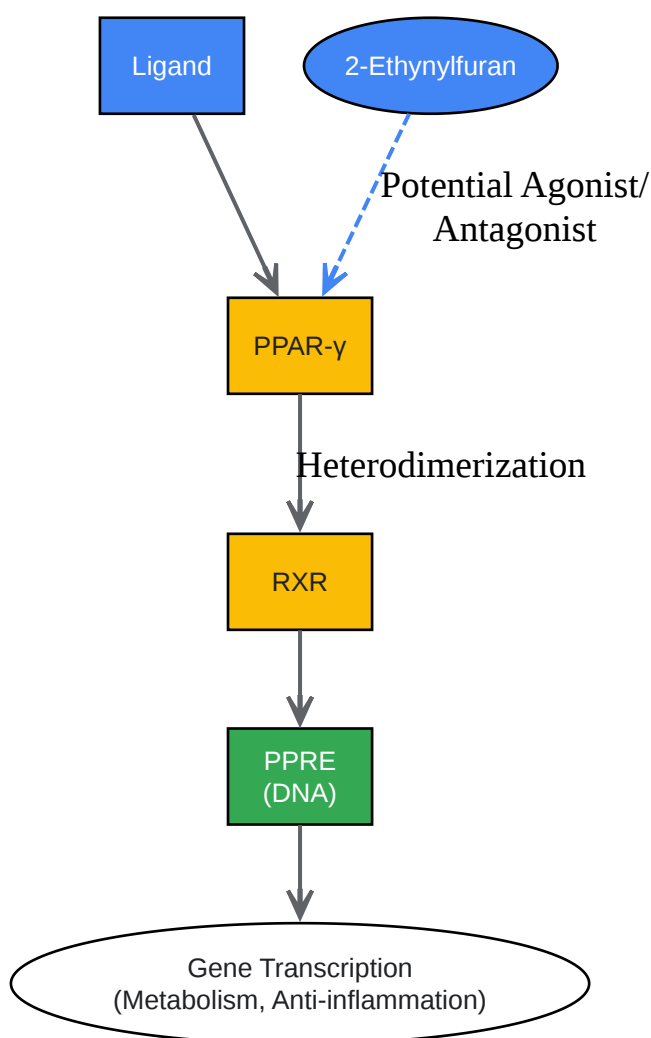 Ligand
2-Ethynylfuran
Potential Agonist/
Antagonist
PPAR-γ
Heterodimerization
RXR
PPRE
(DNA)
Gene Transcription
(Metabolism, Anti-inflammation)